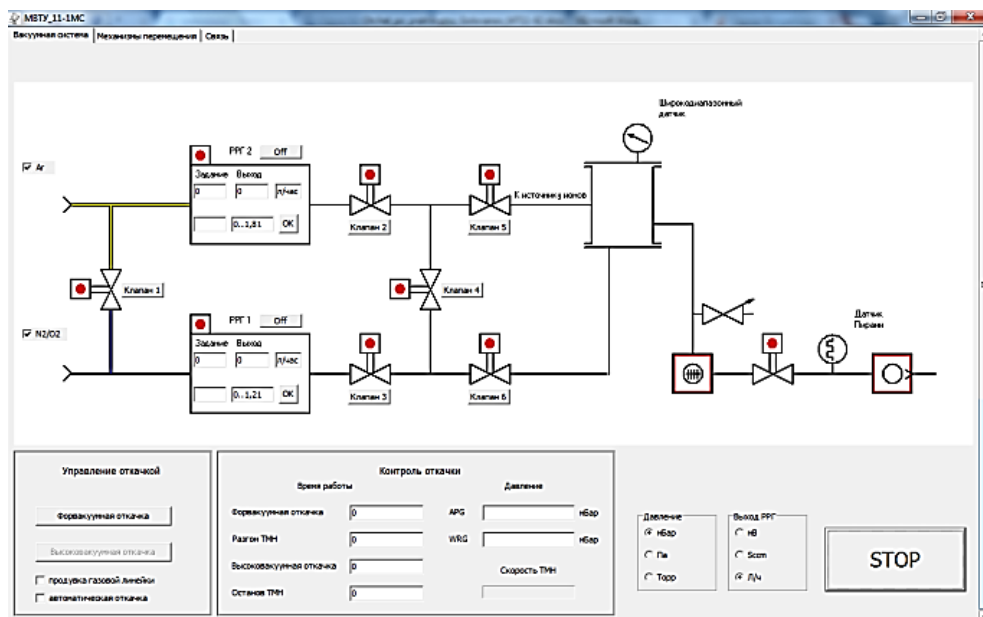 МВТУ_11-1МС
Вакуумная система Механизмы перемещения Связь
Широкодиапазонный
датчик
Ar
РРГ 2 Off
Задание Выход
0 0 л/час
0..1,81 OK
Клапан 2
Клапан 5
К источнику ионов
Клапан 1
Клапан 4
N2/O2
РРГ 1 Off
Задание Выход
0 0 л/час
0..1,21 OK
Клапан 3
Клапан 6
Датчик
Пирани
Управление откачкой
Форвакуумная откачка
Высоковакуумная откачка
продувка газовой линейки
автоматическая откачка
Контроль откачки
Время работы Давление
Форвакуумная откачка 0 APG мБар
Разгон ТМН 0 WRG мБар
Высоковакуумная откачка 0 Скорость ТМН
Останов ТМН 0
Давление
мБар
Па
Торр
Выход РРГ
мВ
Sccm
Л/ч
STOP